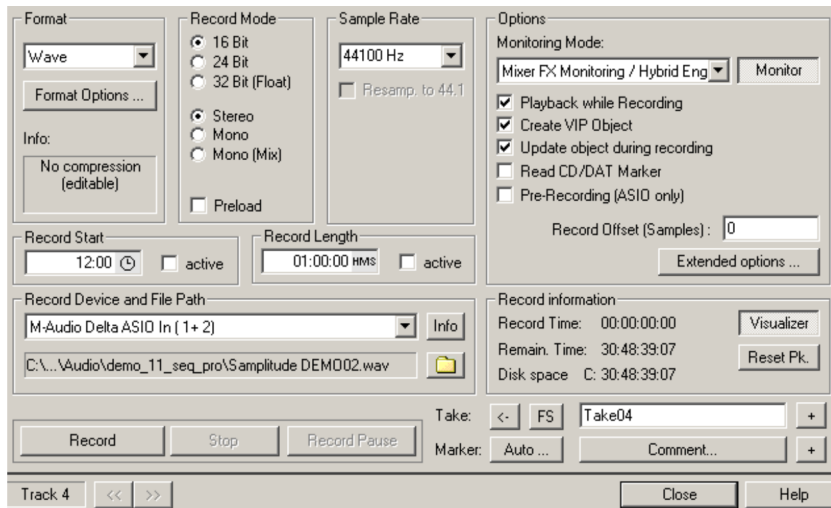 Format
Wave
Format Options ...
Info:
No compression
(editable)
Record Mode
16 Bit
24 Bit
32 Bit (Float)
Stereo
Mono
Mono (Mix)
Preload
Sample Rate
44100 Hz
Resamp. to 44.1
Options
Monitoring Mode:
Mixer FX Monitoring / Hybrid Eng
Monitor
Playback while Recording
Create VIP Object
Update object during recording
Read CD/DAT Marker
Pre-Recording (ASIO only)
Record Offset (Samples) : 0
Extended options ...
Record Start
12:00
active
Record Length
01:00:00 HMS
active
Record Device and File Path
M-Audio Delta ASIO In ( 1+ 2)
Info
C:\...\Audio\demo_11_seq_pro\Samplitude DEMO02.wav
Record information
Record Time: 00:00:00:00
Visualizer
Remain. Time: 30:48:39:07
Reset Pk.
Disk space C: 30:48:39:07
Record
Stop
Record Pause
Take: <- FS Take04 +
Marker: Auto ... Comment... +
Track 4 << >> Close Help